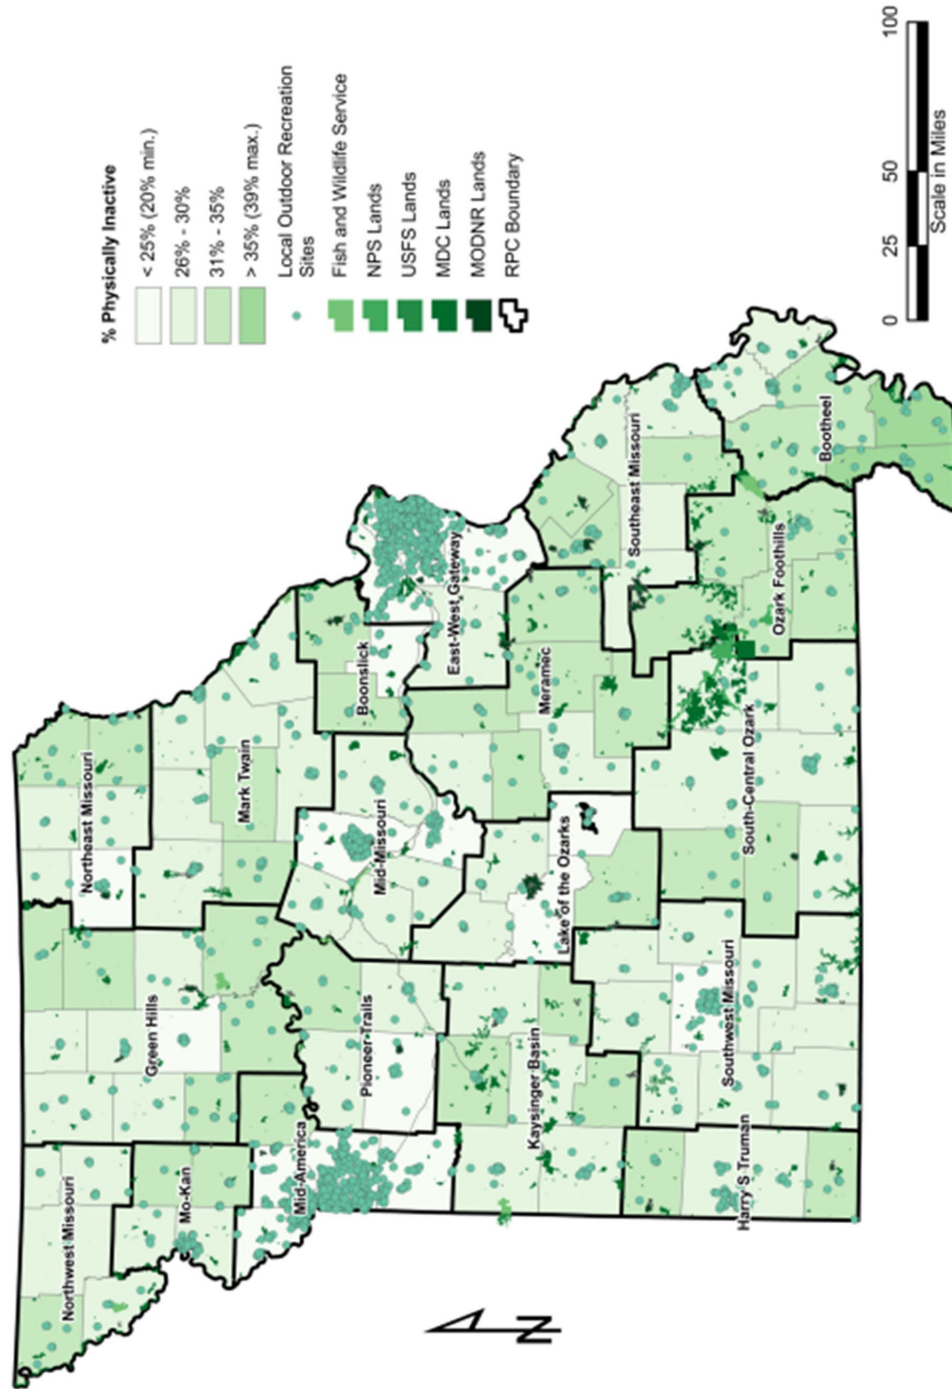 % Physically Inactive
< 25% (20% min.)
26% - 30%
31% - 35%
> 35% (39% max.)
Local Outdoor Recreation
Sites
Fish and Wildlife Service
NPS Lands
USFS Lands
MDC Lands
MODNR Lands
RPC Boundary
Northwest Missouri
Green Hills
Northeast Missouri
Mo-Kan
Mark Twain
Mid-America
Pioneer Trails
Mid-Missouri
Boonslick
East-West Gateway
Kaysinger Basin
Lake of the Ozarks
Meramec
Southeast Missouri
Harry S Truman
Southwest Missouri
South-Central Ozark
Ozark Foothills
Bootheel
N
0 25 50 100
Scale in Miles